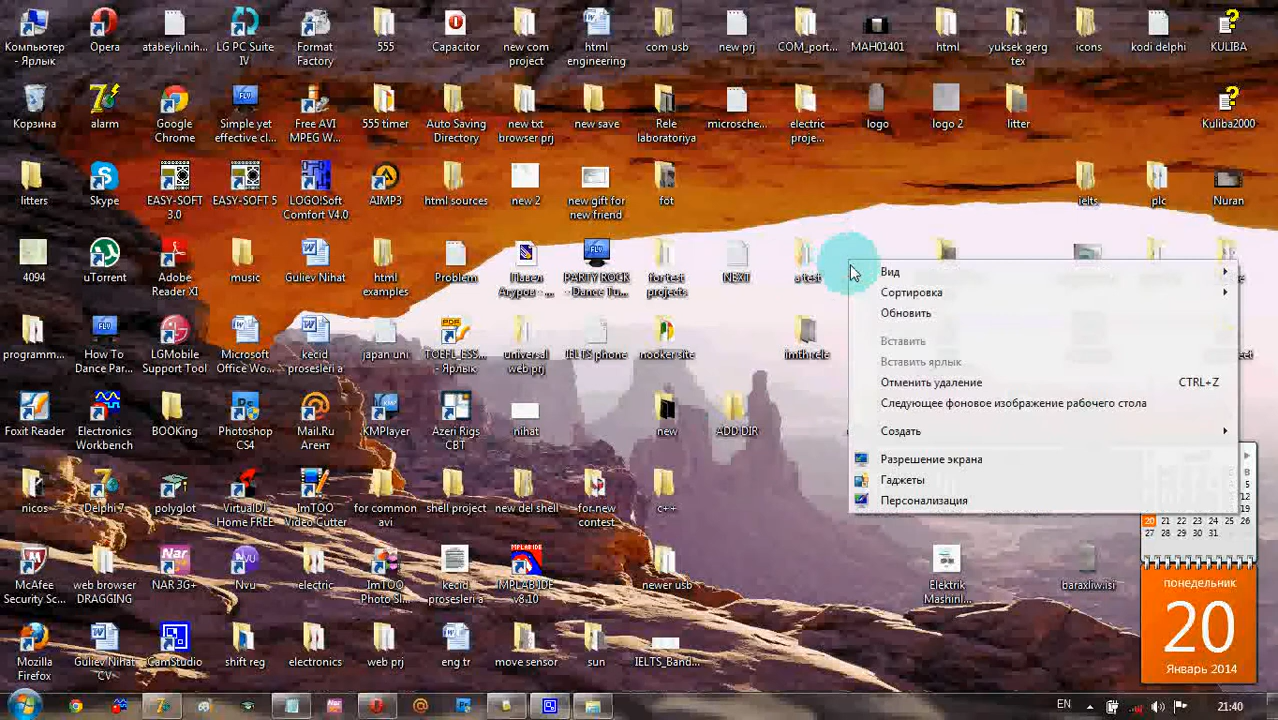 Компьютер
- Ярлык
Opera
atabeyli.nih...
LG PC Suite
IV
Format
Factory
555
Capacitor
new com
project
html
engineering
com usb
new prj
COM_port...
MAH01401
html
yuksek gerg
tex
icons
kodi delphi
KULIBA
Корзина
alarm
Google
Chrome
Simple yet
effective cl...
Free AVI
MPEG W...
555 timer
Auto Saving
Directory
new txt
browser prj
new save
Rele
laboratoriya
microsche...
electric
proje...
logo
logo 2
litter
Kuliba2000
litters
Skype
EASY-SOFT
3.0
EASY-SOFT 5
LOGO!Soft
Comfort V4.0
AIMP3
html sources
new 2
new gift for
new friend
fot
ielts
plc
Nuran
4094
uTorrent
Adobe
Reader XI
music
Guliev Nihat
html
examples
Problem
Павел
Агуров - ...
PARTY ROCK
- Dance Tu...
for test
projects
NEXT
a test
programm...
How To
Dance Par...
LGMobile
Support Tool
Microsoft
Office Wo...
kecid
prosesleri a
japan uni
TOEFL_ESS...
- Ярлык
universal
web prj
IELTS phone
nooker site
imth rele
Foxit Reader
Electronics
Workbench
BOOKing
Photoshop
CS4
Mail.Ru
Агент
KMPlayer
Azeri Rigs
CBT
nihat
new
ADD DIR
nicos
Delphi 7
polyglot
VirtualDJ
Home FREE
ImTOO
Video Cutter
for common
avi
shell project
new del shell
for new
contest
c++
McAfee
Security Sc...
web browser
DRAGGING
NAR 3G+
Nvu
electric
ImTOO
Photo Sl...
kecid
prosesleri a
MPLAB IDE
v8.10
newer usb
Elektrik
Mashinl...
baraxliw.isi
Mozilla
Firefox
Guliev Nihat
-CV-
CamStudio
shift reg
electronics
web prj
eng tr
move sensor
sun
IELTS_Band...
Вид
Сортировка
Обновить
Вставить
Вставить ярлык
Отменить удаление CTRL+Z
Следующее фоновое изображение рабочего стола
Создать
Разрешение экрана
Гаджеты
Персонализация
20 21 22 23 24 25 26
27 28 29 30 31
понедельник
20
Январь 2014
EN
21:40